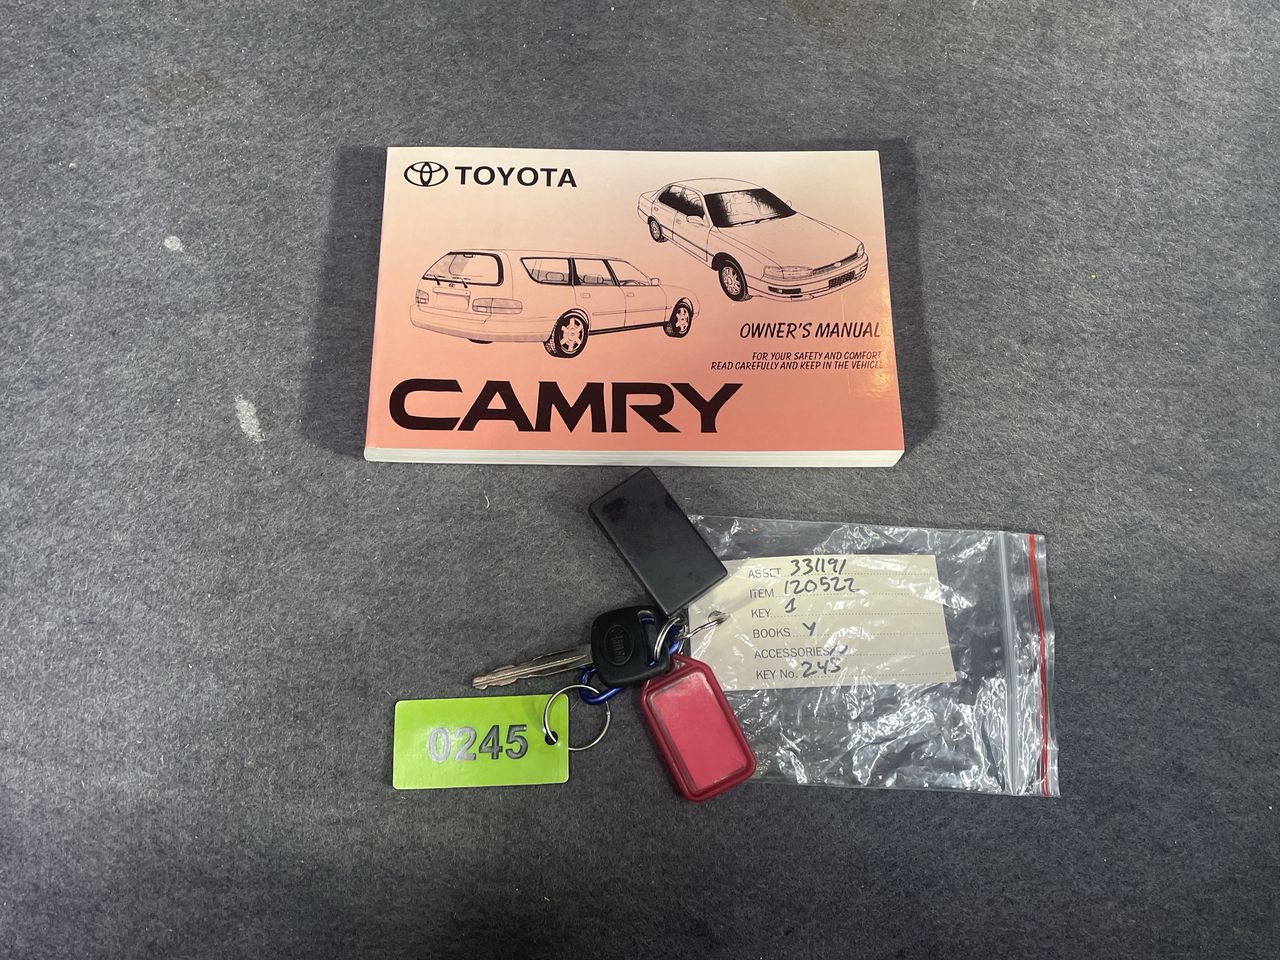 TOYOTA
OWNER'S MANUAL
FOR YOUR SAFETY AND COMFORT
READ CAREFULLY AND KEEP IN THE VEHICLE
CAMRY
ASSET 331191
ITEM 120522
KEY 1
BOOKS Y
ACCESSORIES
KEY No. 245
0245